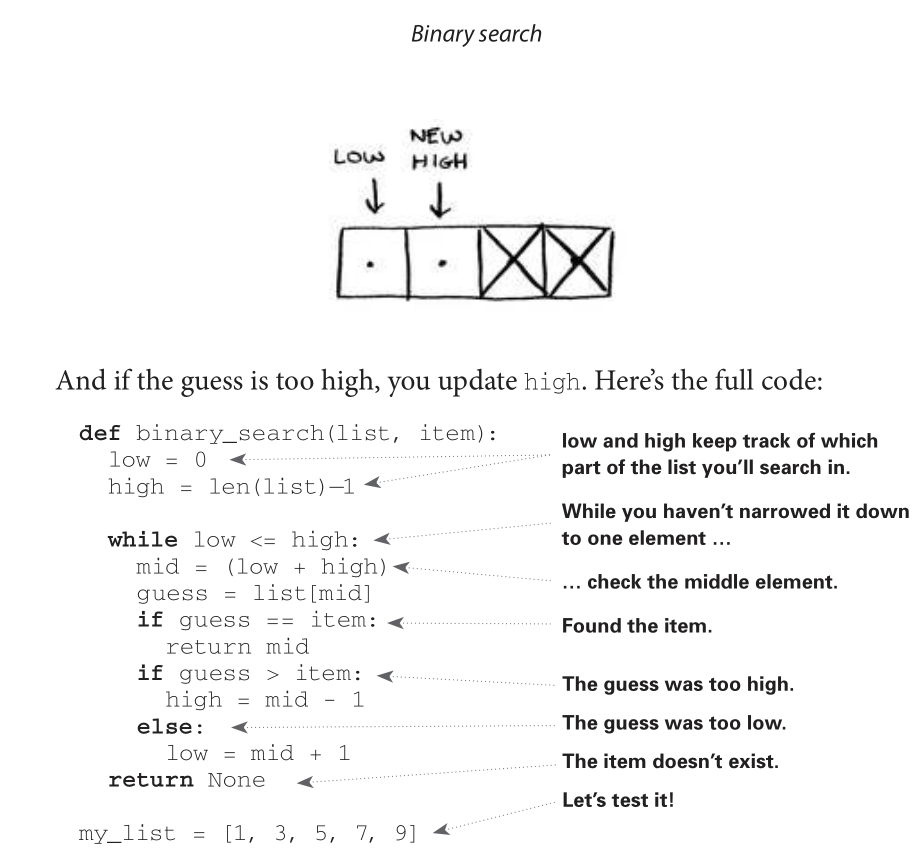 Binary search
LOW
NEW
HIGH
And if the guess is too high, you update high. Here's the full code:
def binary_search(list, item):
low = 0
high = len(list)—1
low and high keep track of which
part of the list you'll search in.
while low <= high:
mid = (low + high)
guess = list[mid]
if guess == item:
return mid
if guess > item:
high = mid - 1
else:
low = mid + 1
return None
While you haven't narrowed it down
to one element …
… check the middle element.
Found the item.
The guess was too high.
The guess was too low.
The item doesn't exist.
Let's test it!
my_list = [1, 3, 5, 7, 9]